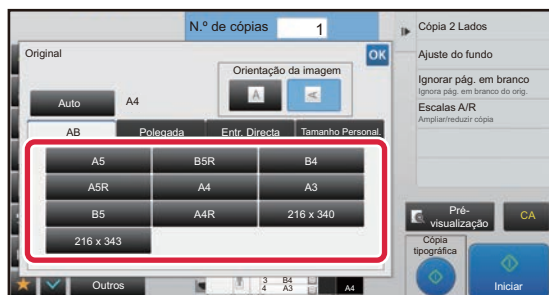 N.º de cópias 1
Original
OK
Orientação da imagem
A A
Auto A4
AB Polegada Entr. Directa Tamanho Personal.
A5 B5R B4
A5R A4 A3
B5 A4R 216 x 340
216 x 343
Outros
3 B4
4 A3
A4
Cópia 2 Lados
Ajuste do fundo
Ignorar pág. em branco
Ignora pág. em branco do orig.
Escalas A/R
Ampliar/reduzir cópia
Pré-
visualização
CA
Cópia
tipográfica
Iniciar